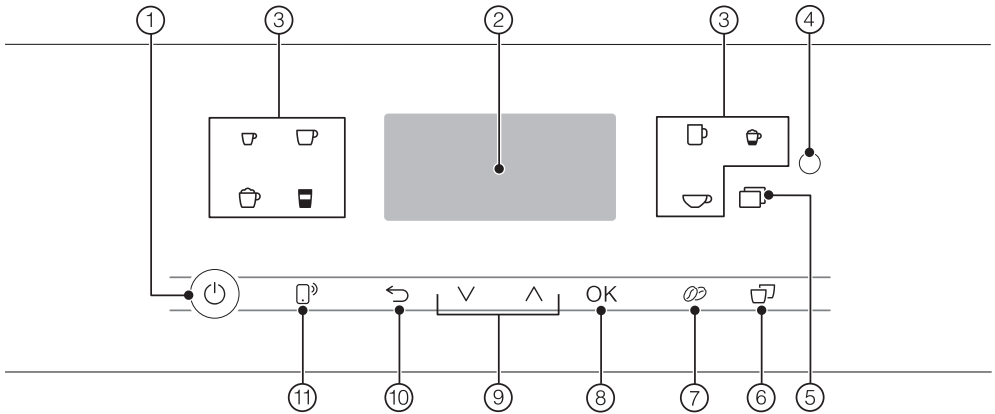 ① ③ ② ③ ④
OK
⑪ ⑩ ⑨ ⑧ ⑦ ⑥ ⑤